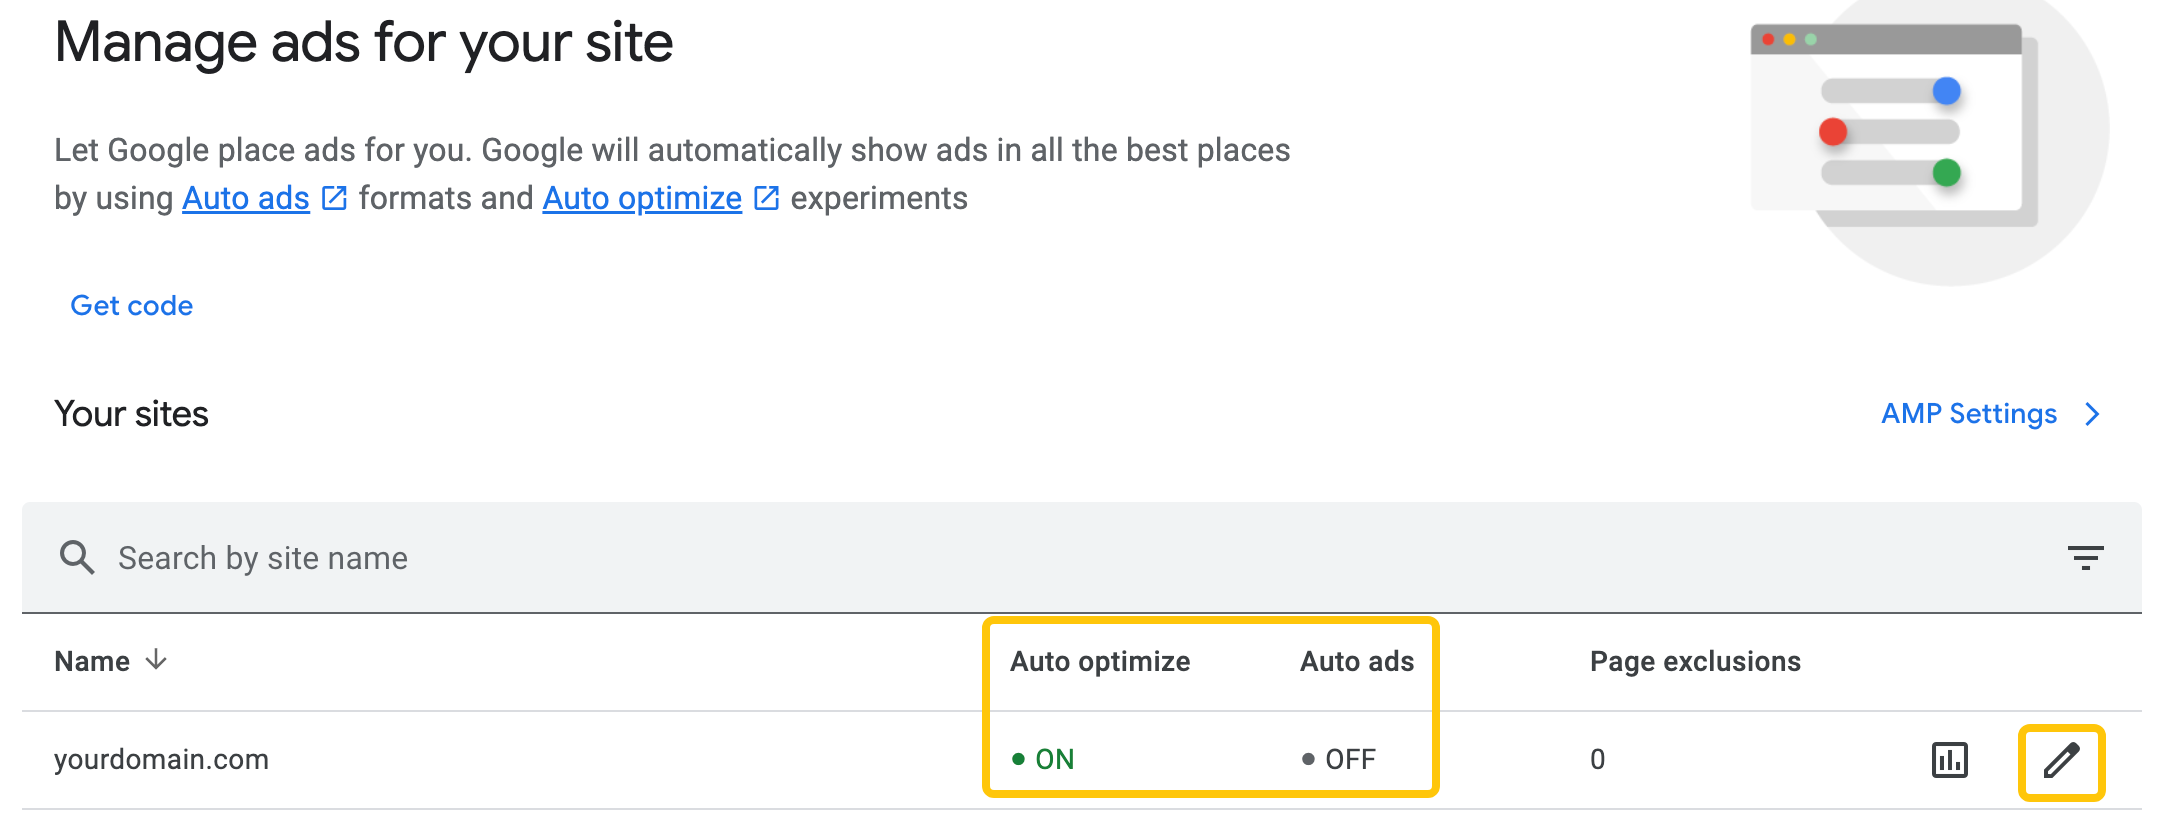 Manage ads for your site
Let Google place ads for you. Google will automatically show ads in all the best places
by using Auto ads formats and Auto optimize experiments
Get code
Your sites
AMP Settings
Search by site name
Name Auto optimize Auto ads Page exclusions
yourdomain.com ON OFF 0